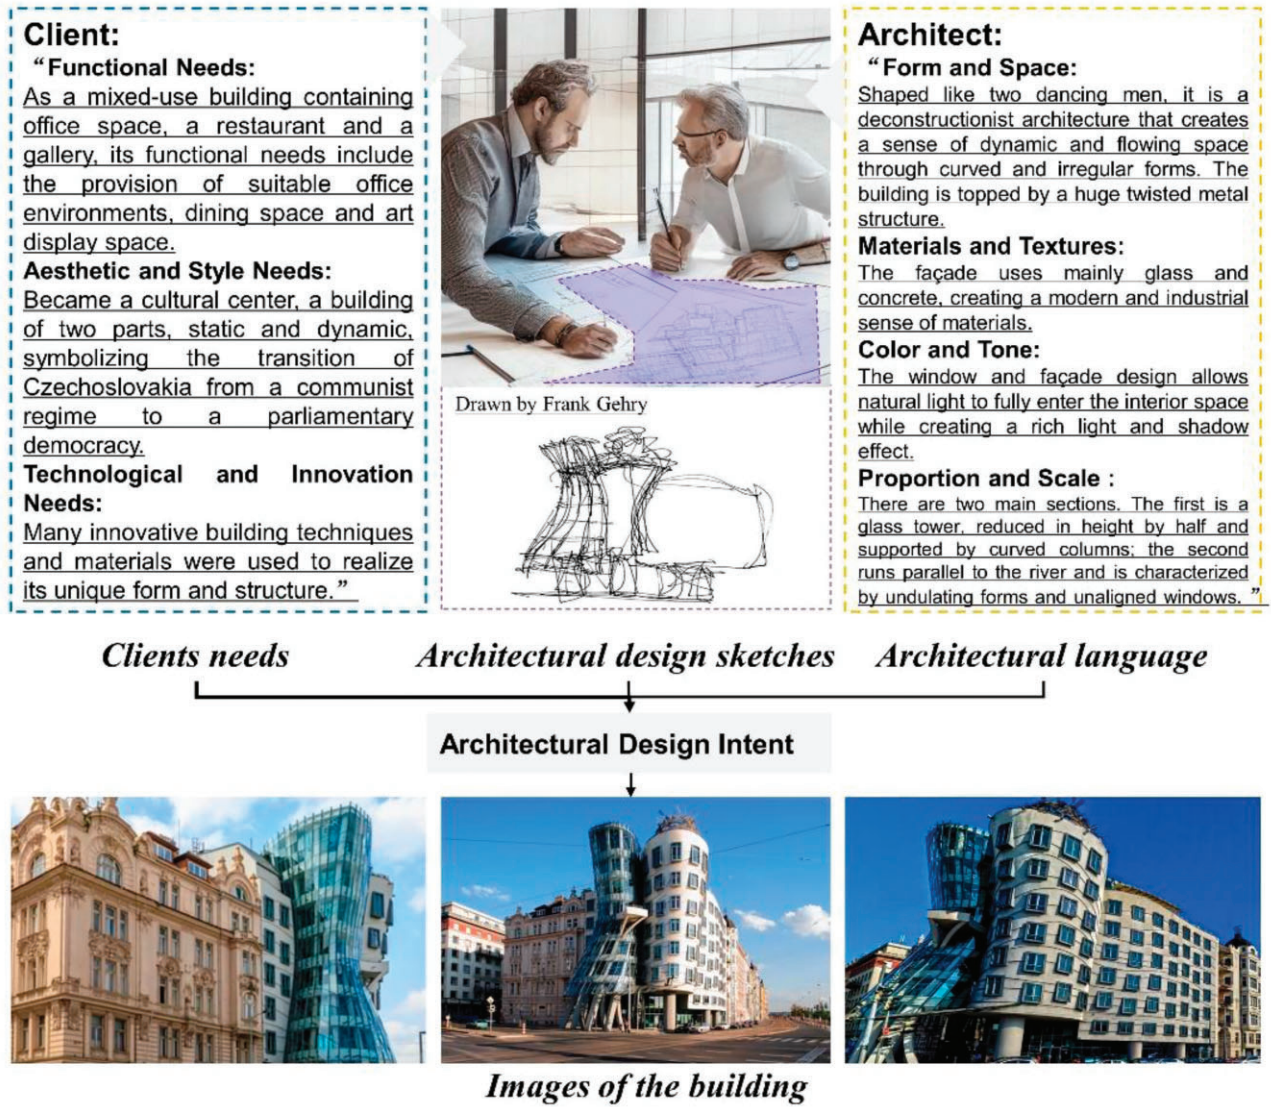 Client:
“Functional Needs:
As a mixed-use building containing
office space, a restaurant and a
gallery, its functional needs include
the provision of suitable office
environments, dining space and art
display space.
Aesthetic and Style Needs:
Became a cultural center, a building
of two parts, static and dynamic,
symbolizing the transition of
Czechoslovakia from a communist
regime to a parliamentary
democracy.
Technological and Innovation
Needs:
Many innovative building techniques
and materials were used to realize
its unique form and structure.”
Drawn by Frank Gehry
Architect:
“Form and Space:
Shaped like two dancing men, it is a
deconstructionist architecture that creates
a sense of dynamic and flowing space
through curved and irregular forms. The
building is topped by a huge twisted metal
structure.
Materials and Textures:
The façade uses mainly glass and
concrete, creating a modern and industrial
sense of materials.
Color and Tone:
The window and façade design allows
natural light to fully enter the interior space
while creating a rich light and shadow
effect.
Proportion and Scale :
There are two main sections. The first is a
glass tower, reduced in height by half and
supported by curved columns; the second
runs parallel to the river and is characterized
by undulating forms and unaligned windows. ”
Clients needs
Architectural design sketches
Architectural language
Architectural Design Intent
Images of the building